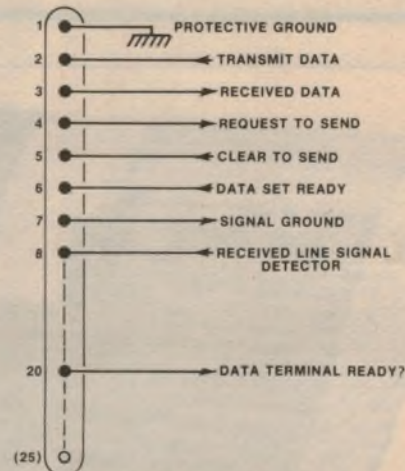 1 PROTECTIVE GROUND
2 TRANSMIT DATA
3 RECEIVED DATA
4 REQUEST TO SEND
5 CLEAR TO SEND
6 DATA SET READY
7 SIGNAL GROUND
8 RECEIVED LINE SIGNAL
DETECTOR
20 DATA TERMINAL READY?
(25)